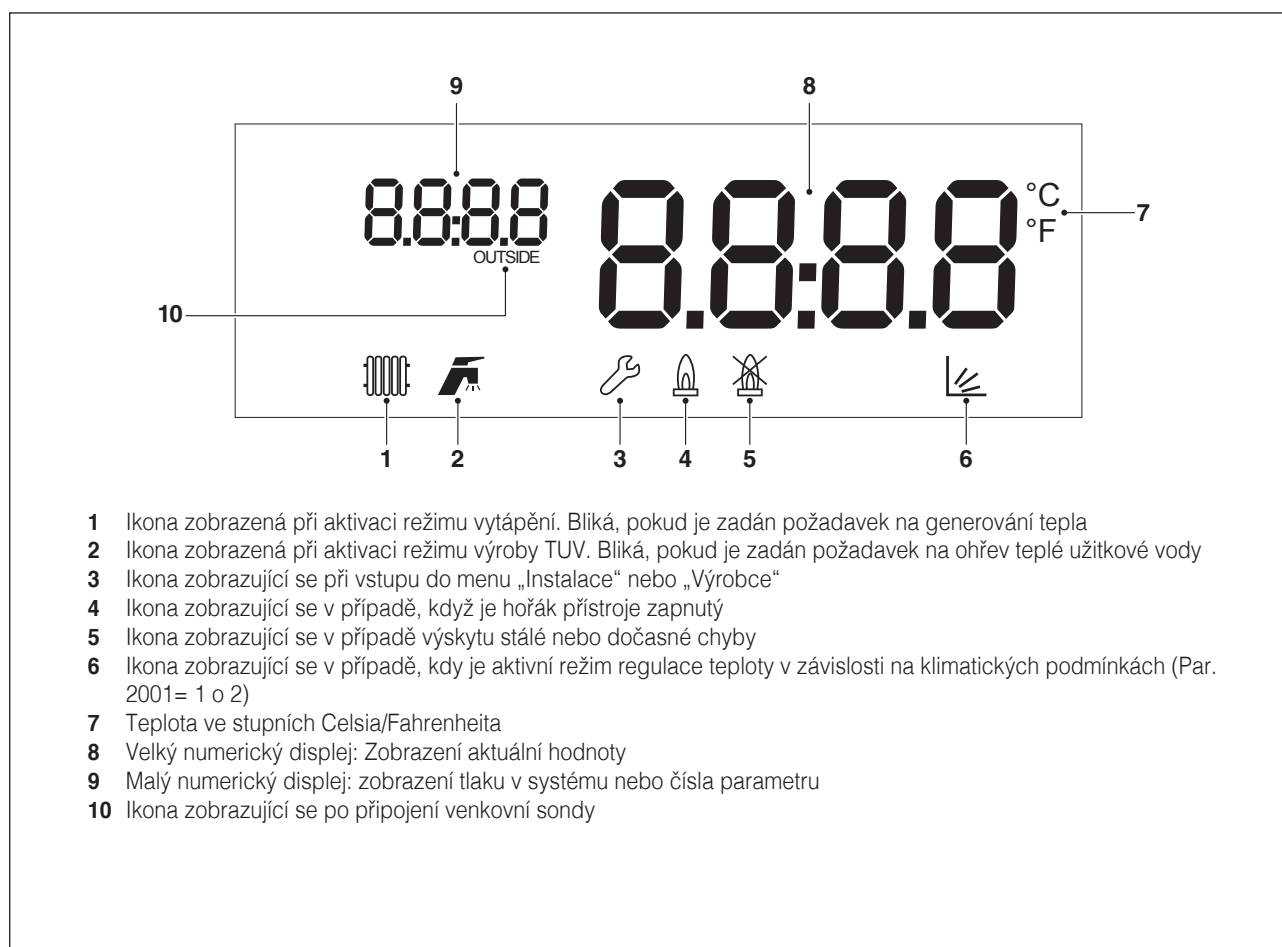 9 8
8.8:8.8 8.8:8.8 °C
°F 7
OUTSIDE
10
1 2 3 4 5 6
1 Ikona zobrazená při aktivaci režimu vytápění. Bliká, pokud je zadán požadavek na generování tepla
2 Ikona zobrazená při aktivaci režimu výroby TUV. Bliká, pokud je zadán požadavek na ohřev teplé užitkové vody
3 Ikona zobrazující se při vstupu do menu „Instalace“ nebo „Výrobce“
4 Ikona zobrazující se v případě, když je hořák přístroje zapnutý
5 Ikona zobrazující se v případě výskytu stálé nebo dočasné chyby
6 Ikona zobrazující se v případě, kdy je aktivní režim regulace teploty v závislosti na klimatických podmínkách (Par.
2001= 1 o 2)
7 Teplota ve stupních Celsia/Fahrenheita
8 Velký numerický displej: Zobrazení aktuální hodnoty
9 Malý numerický displej: zobrazení tlaku v systému nebo čísla parametru
10 Ikona zobrazující se po připojení venkovní sondy